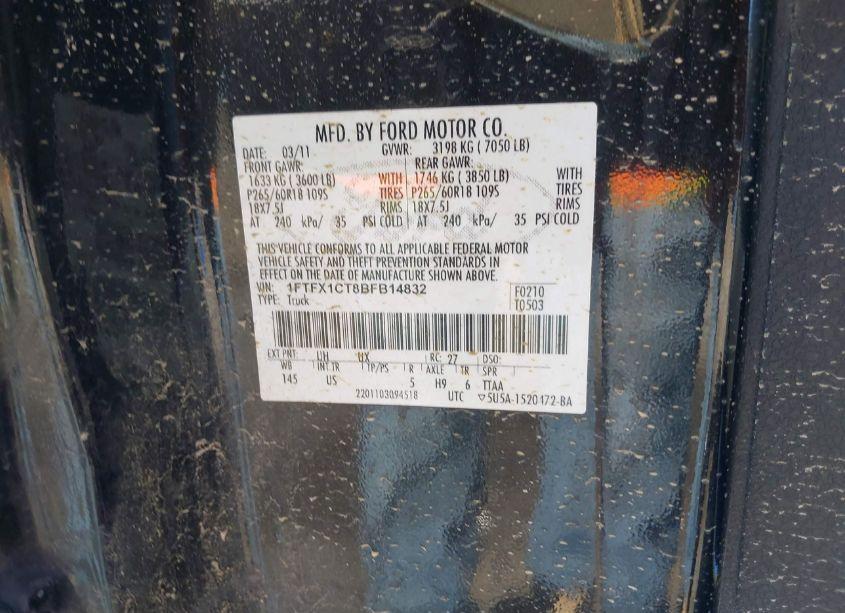 MFD. BY FORD MOTOR CO.
DATE: 03/11 GVWR: 3198 KG ( 7050 LB)
FRONT GAWR: REAR GAWR:
1633 KG ( 3600 LB) WITH 1746 KG ( 3850 LB) WITH
P265/60R18 109S TIRES P265/60R18 109S TIRES
18X7.5J RIMS 18X7.5J RIMS
AT 240 kPa/ 35 PSI COLD AT 240 kPa/ 35 PSI COLD
THIS VEHICLE CONFORMS TO ALL APPLICABLE FEDERAL MOTOR
VEHICLE SAFETY AND THEFT PREVENTION STANDARDS IN
EFFECT ON THE DATE OF MANUFACTURE SHOWN ABOVE.
VIN: 1FTFX1CT8BFB14832 F0210
TYPE: Truck T0503
EXT PNT: UH UX RC: 27 DSO:
WB INT TR TP/PS R AXLE TR SPR
145 US 5 H9 6 TTAA
2201103094518 UTC ▽5U5A-1520472-BA